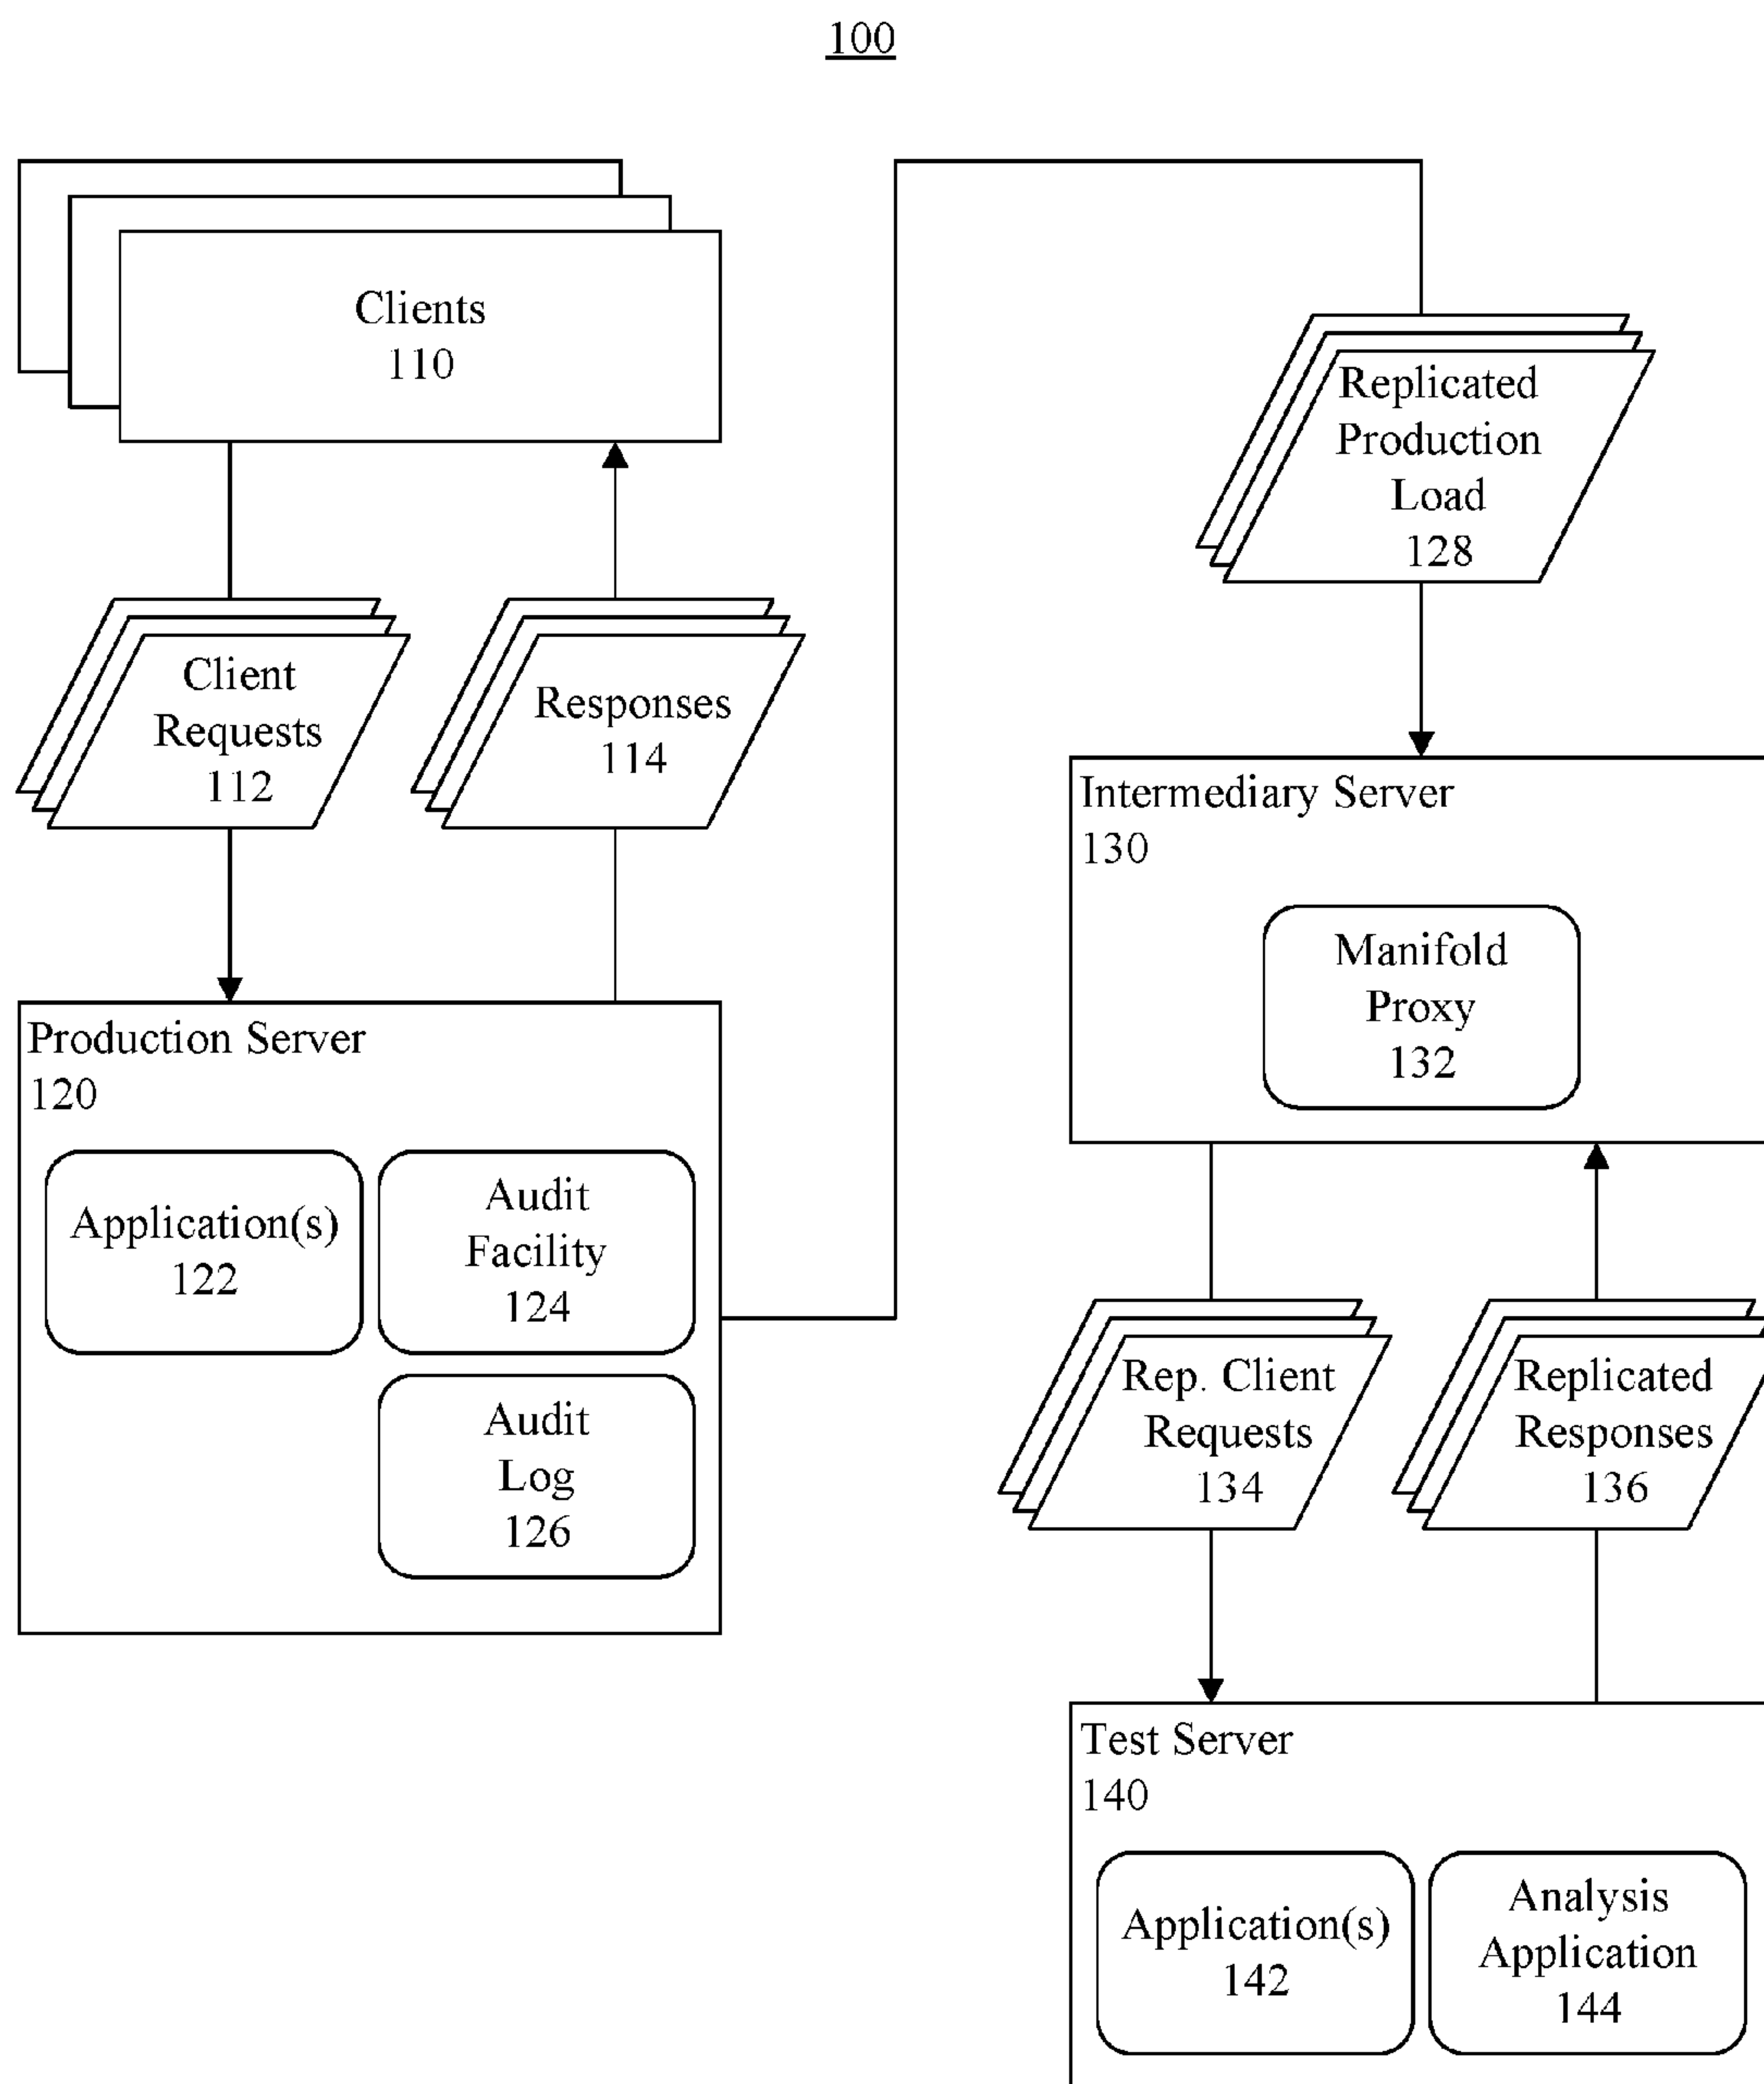 100
Clients
110
Client
Requests
112
Responses
114
Production Server
120
Application(s)
122
Audit
Facility
124
Audit
Log
126
Replicated
Production
Load
128
Intermediary Server
130
Manifold
Proxy
132
Rep. Client
Requests
134
Replicated
Responses
136
Test Server
140
Application(s)
142
Analysis
Application
144